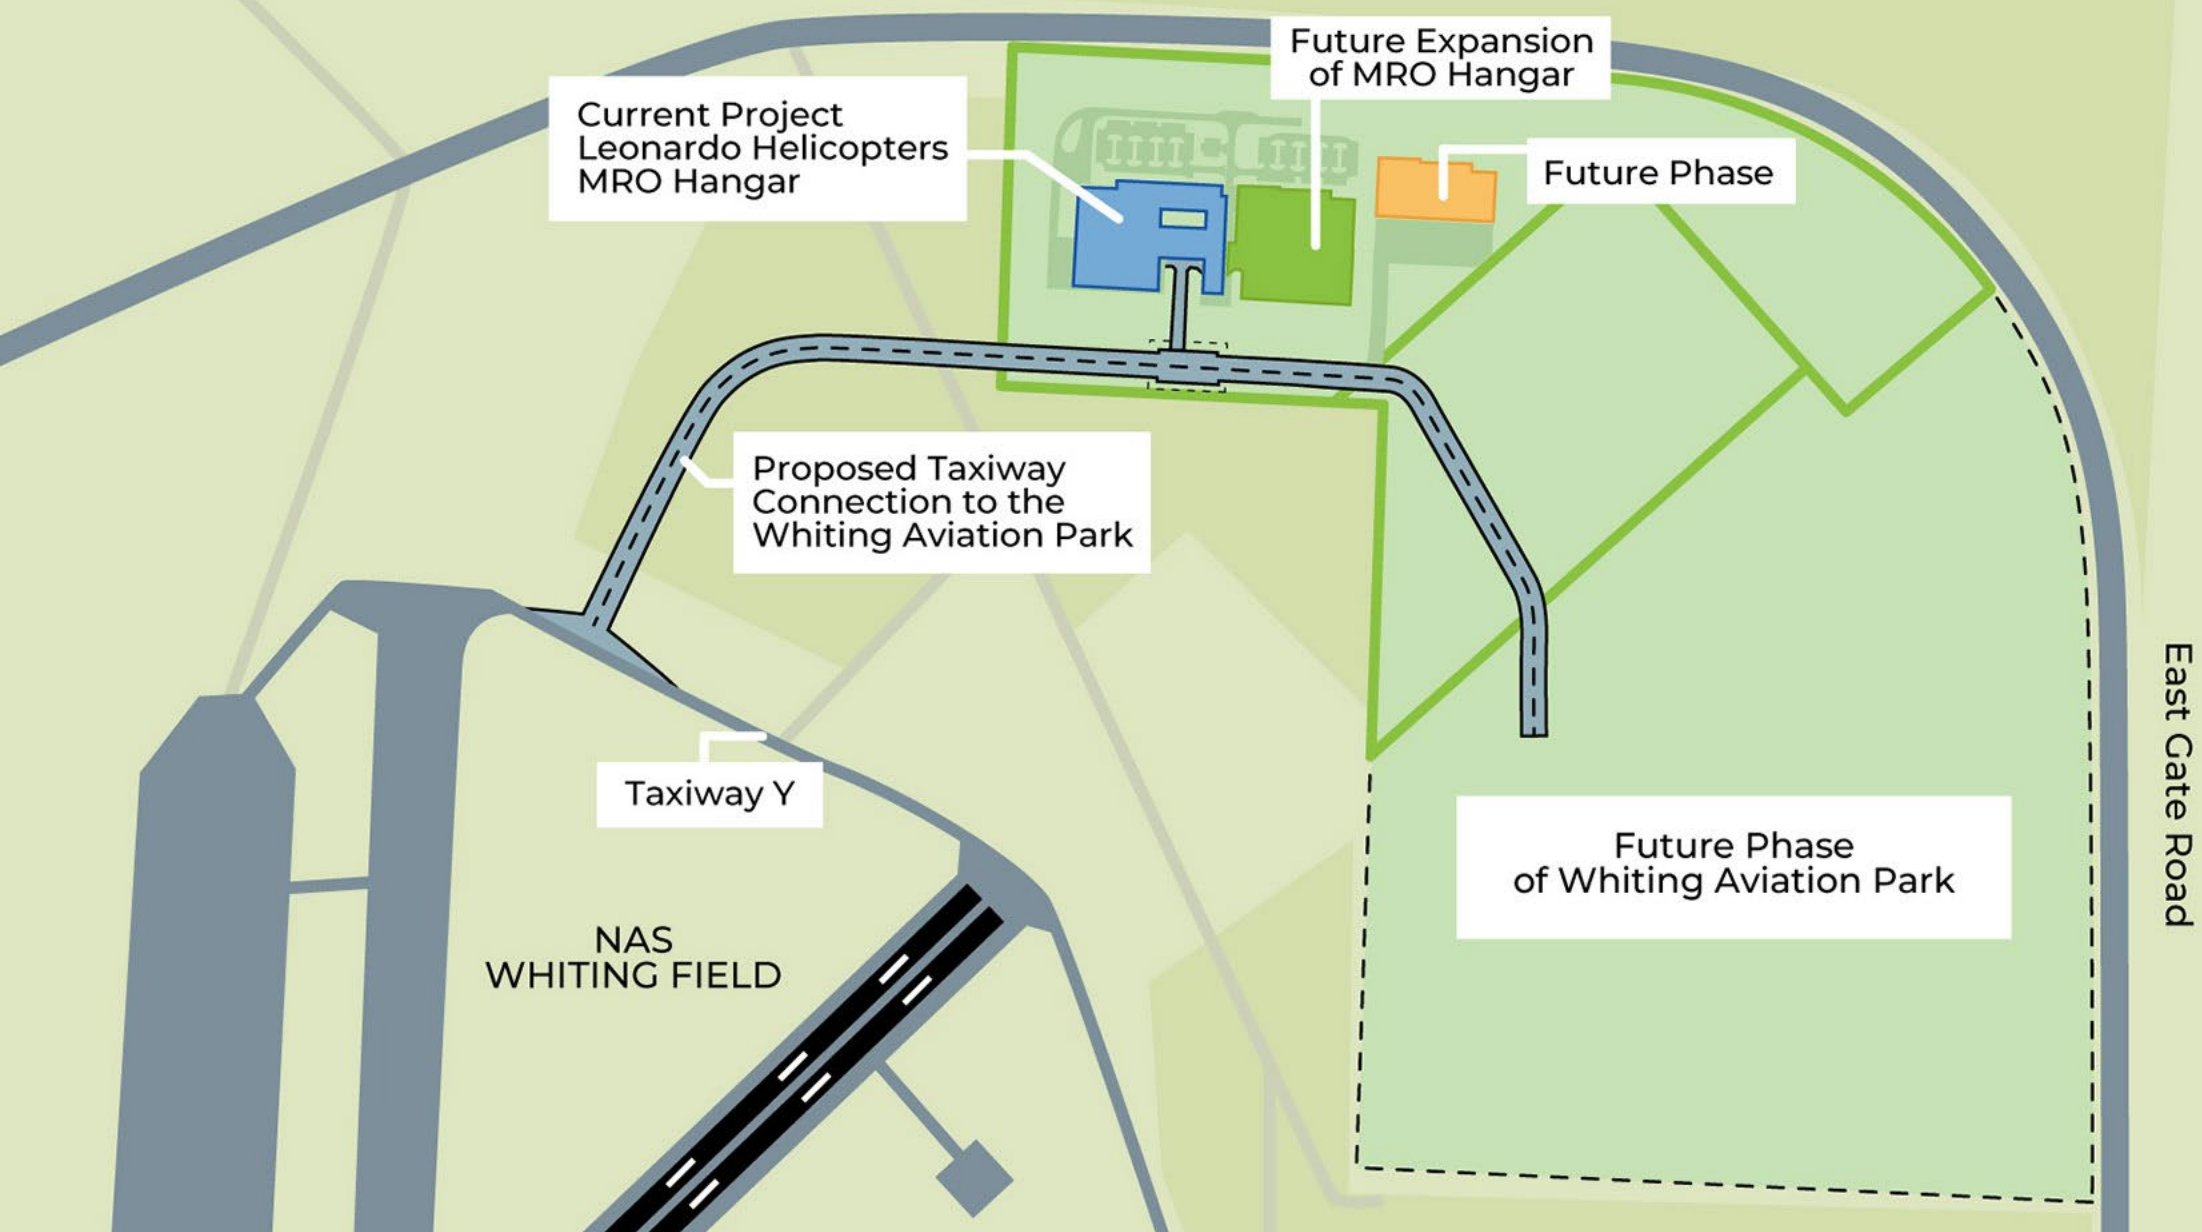 Future Expansion
of MRO Hangar
Current Project
Leonardo Helicopters
MRO Hangar
Future Phase
Proposed Taxiway
Connection to the
Whiting Aviation Park
East Gate Road
Taxiway Y
Future Phase
of Whiting Aviation Park
NAS
WHITING FIELD